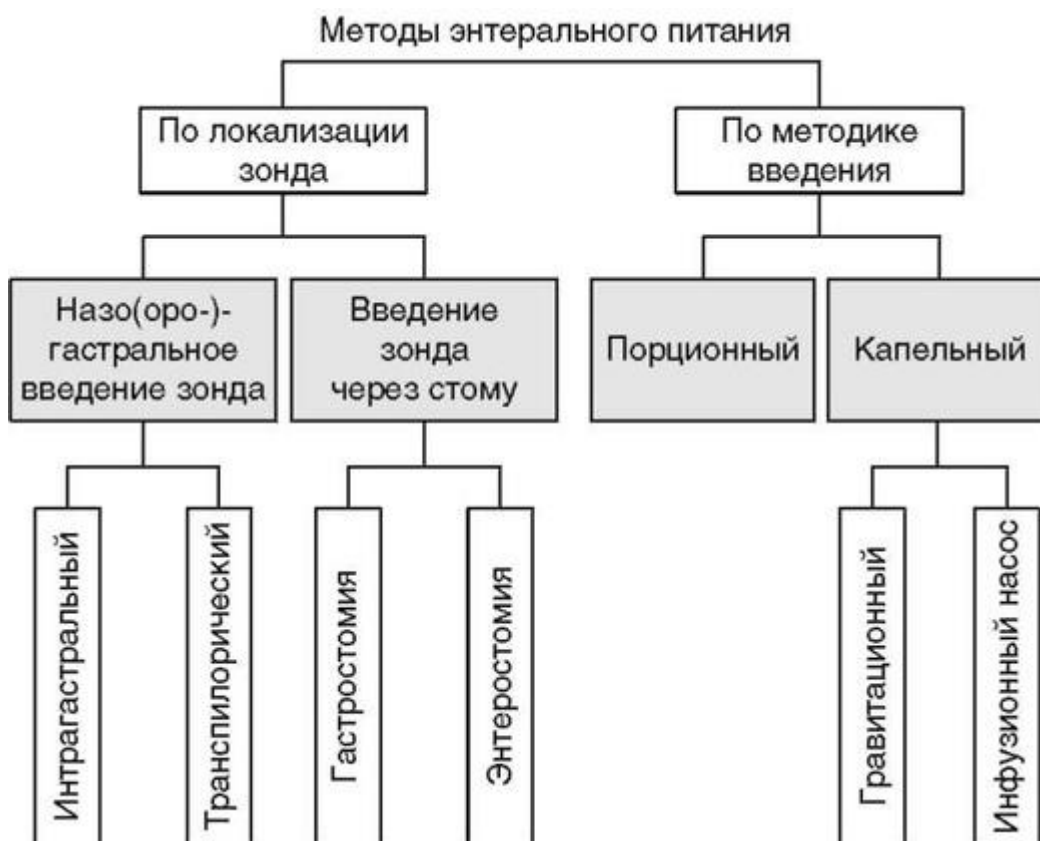 Методы энтерального питания
По локализации
зонда
По методике
введения
Назо(оро-)-
гастральное
введение зонда
Введение
зонда
через стому
Порционный
Капельный
Интрагастральный
Транспилорический
Гастростомия
Энтеростомия
Гравитационный
Инфузионный насос